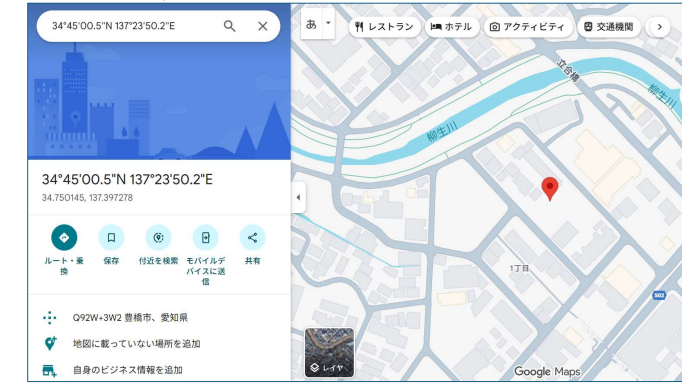 34°45'00.5"N 137°23'50.2"E
34°45'00.5"N 137°23'50.2"E
34.750145, 137.397278
ルート・乗換
保存
付近を検索
モバイルデバイスに送信
共有
Q92W+3W2 豊橋市、愛知県
地図に載っていない場所を追加
自身のビジネス情報を追加
あ
レストラン
ホテル
アクティビティ
交通機関
立合橋
柳生川
柳生川
1丁目
502
レイヤ
Google Maps